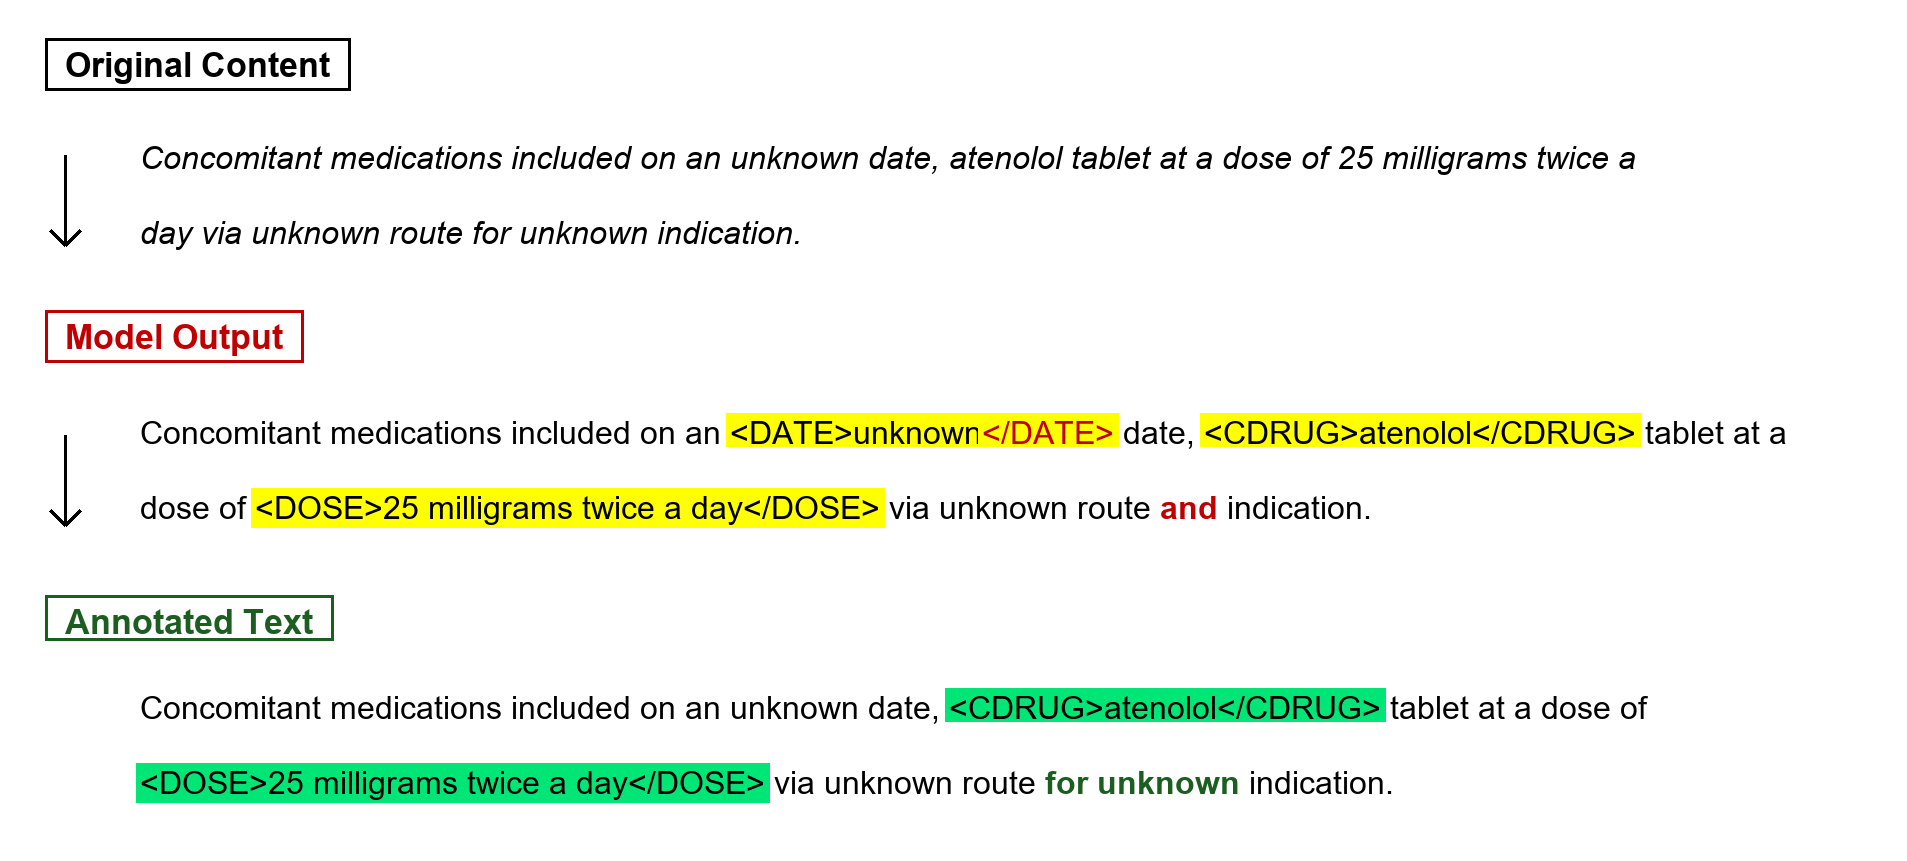 Original Content
Concomitant medications included on an unknown date, atenolol tablet at a dose of 25 milligrams twice a
day via unknown route for unknown indication.
Model Output
Concomitant medications included on an <DATE>unknown</DATE> date, <CDRUG>atenolol</CDRUG> tablet at a
dose of <DOSE>25 milligrams twice a day</DOSE> via unknown route and indication.
Annotated Text
Concomitant medications included on an unknown date, <CDRUG>atenolol</CDRUG> tablet at a dose of
<DOSE>25 milligrams twice a day</DOSE> via unknown route for unknown indication.